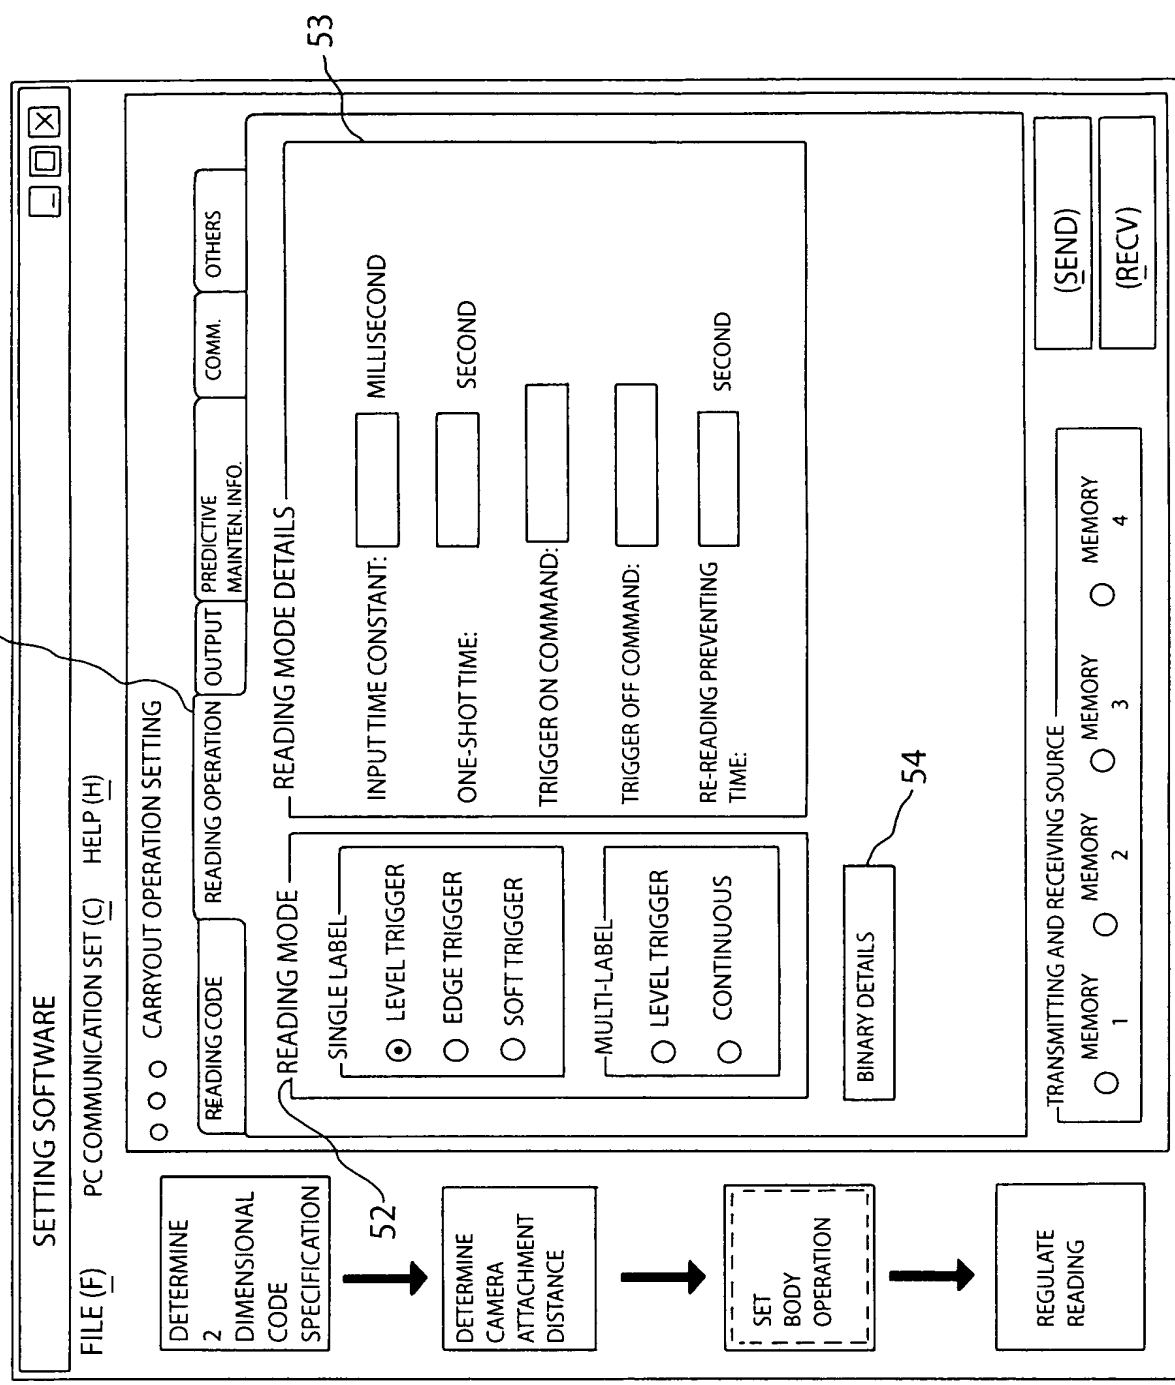 SETTING SOFTWARE
FILE (F) PC COMMUNICATION SET (C) HELP (H)
DETERMINE
2
DIMENSIONAL
CODE
SPECIFICATION
DETERMINE
CAMERA
ATTACHMENT
DISTANCE
SET
BODY
OPERATION
REGULATE
READING
CARRYOUT OPERATION SETTING
READING CODE
READING OPERATION
OUTPUT
PREDICTIVE
MAINTEN.INFO.
COMM.
OTHERS
52
READING MODE
SINGLE LABEL
LEVEL TRIGGER
EDGE TRIGGER
SOFT TRIGGER
MULTI-LABEL
LEVEL TRIGGER
CONTINUOUS
53
READING MODE DETAILS
INPUT TIME CONSTANT: MILLISECOND
ONE-SHOT TIME: SECOND
TRIGGER ON COMMAND:
TRIGGER OFF COMMAND:
RE-READING PREVENTING
TIME: SECOND
BINARY DETAILS
54
TRANSMITTING AND RECEIVING SOURCE
MEMORY
1
MEMORY
2
MEMORY
3
MEMORY
4
(SEND)
(RECV)